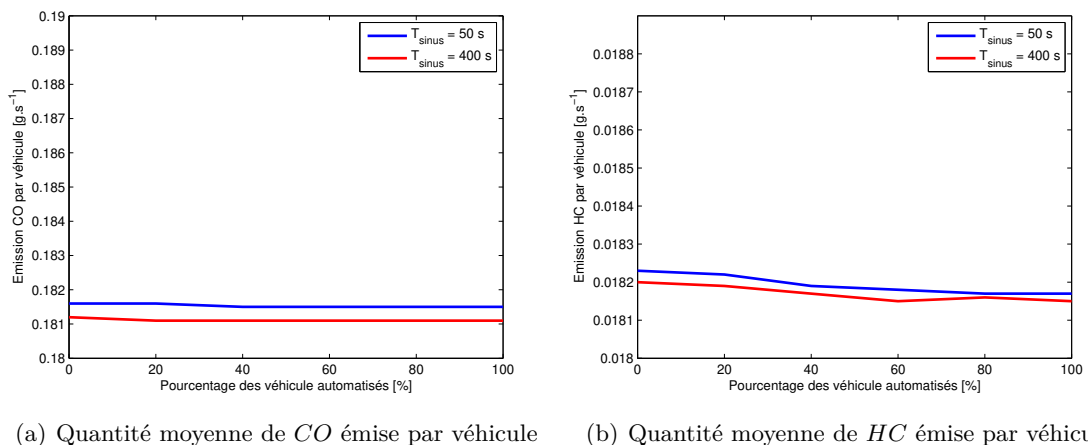 0.19
0.189
0.188
0.187
0.186
0.185
0.184
0.183
0.182
0.181
0.18
Emission CO par véhicule [g.s⁻¹]
0 20 40 60 80 100
Pourcentage des véhicule automatisés [%]
T_sinus = 50 s
T_sinus = 400 s
(a) Quantité moyenne de CO émise par véhicule
0.0188
0.0187
0.0186
0.0185
0.0184
0.0183
0.0182
0.0181
0.018
Emission HC par véhicule [g.s⁻¹]
0 20 40 60 80 100
Pourcentage des véhicule automatisés [%]
T_sinus = 50 s
T_sinus = 400 s
(b) Quantité moyenne de HC émise par véhicu